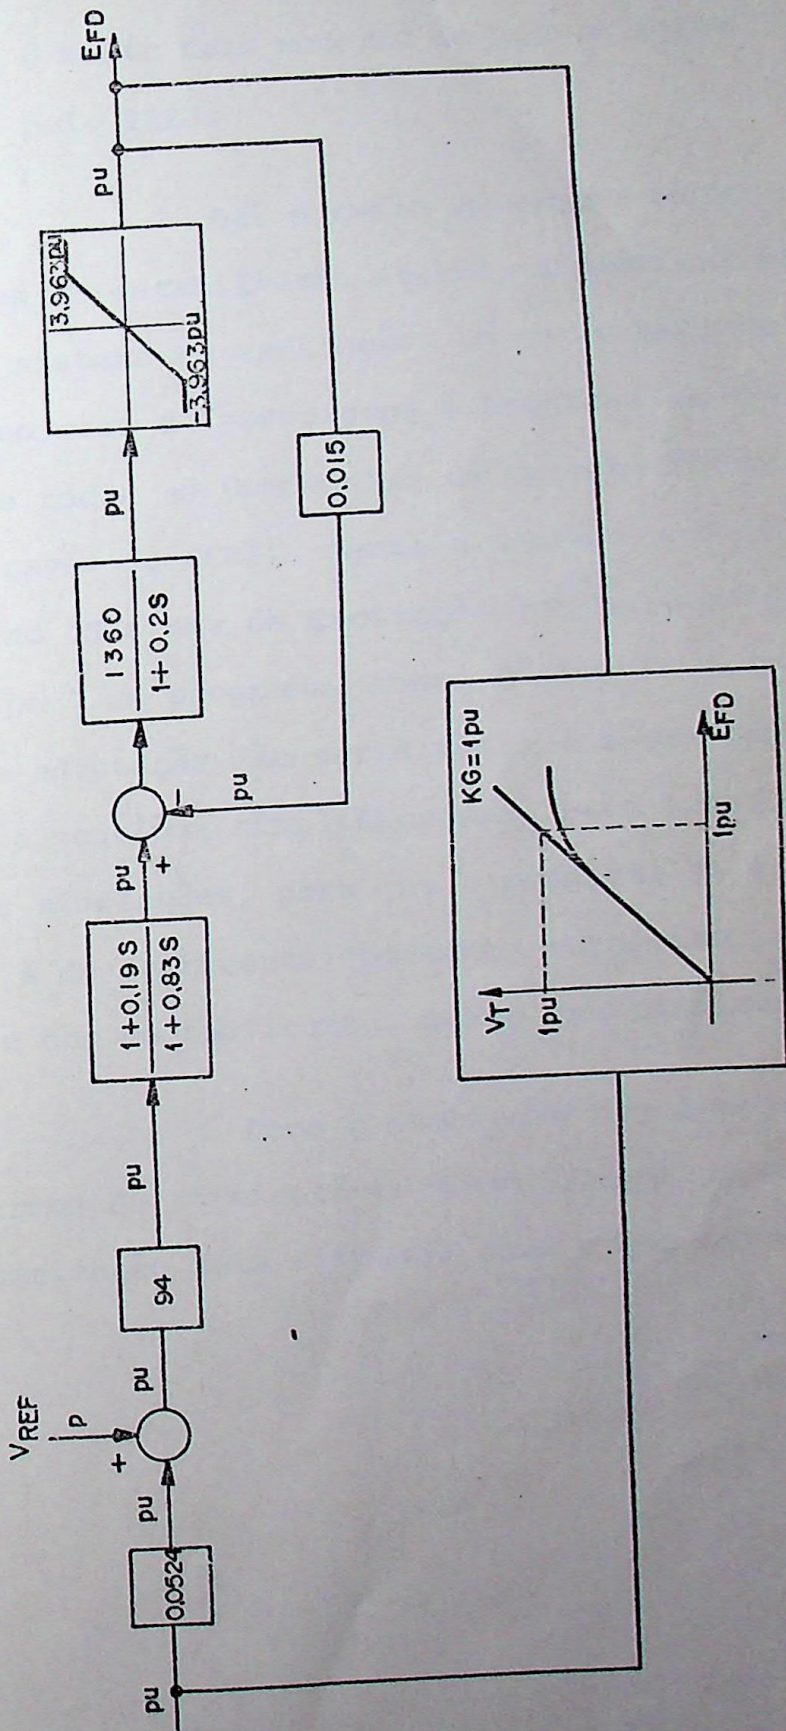 pu
0.0524
pu
VREF
P
+
pu
94
pu
1+0.19S
1+0.83S
pu
+
-
pu
1360
1+0.2S
pu
3.963pu
-3.963pu
pu
EFD
0.015
VT
1pu
KG=1pu
1pu
EFD